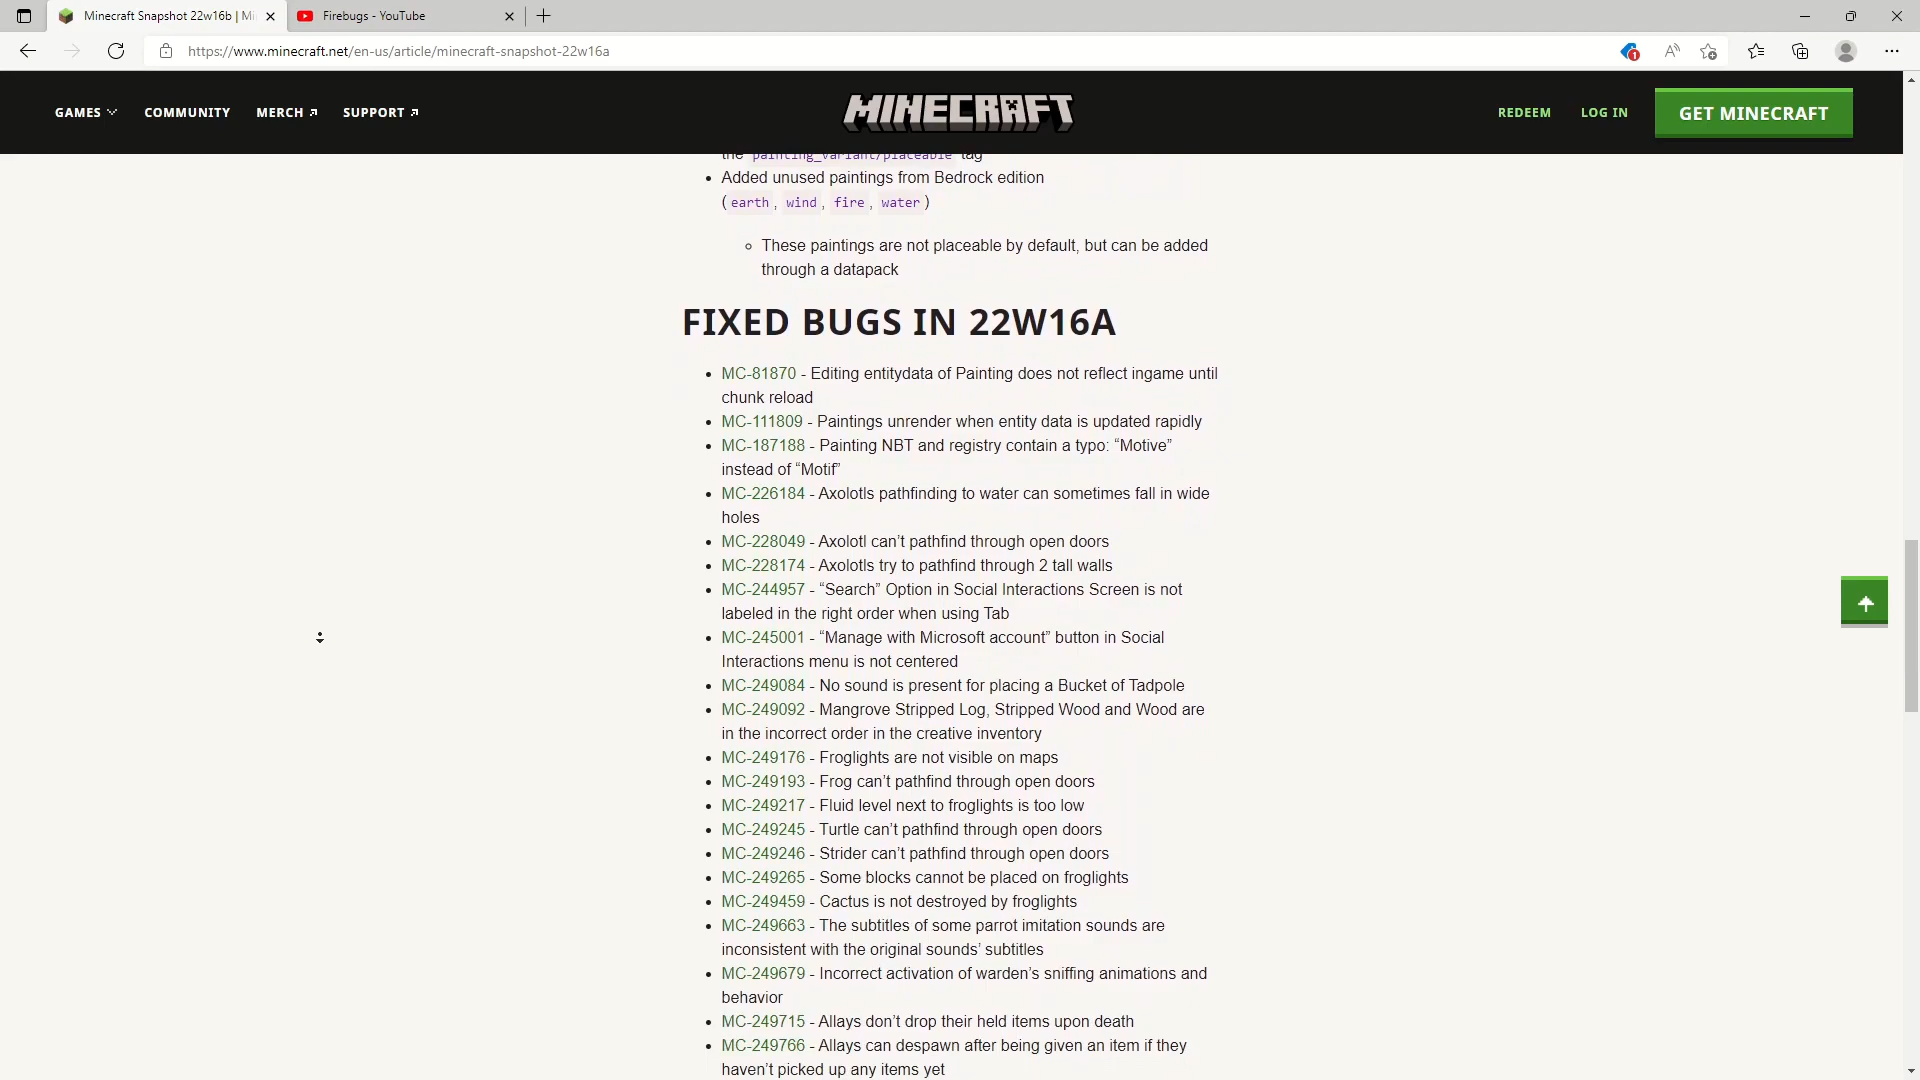 Minecraft Snapshot 22w16b | Mi
Firebugs - YouTube
https://www.minecraft.net/en-us/article/minecraft-snapshot-22w16a
1
GAMES
COMMUNITY
MERCH
SUPPORT
MINECRAFT
REDEEM
LOG IN
GET MINECRAFT
the painting_variant/placeable tag
• Added unused paintings from Bedrock edition
(earth, wind, fire, water)
These paintings are not placeable by default, but can be added
through a datapack
FIXED BUGS IN 22W16A
• MC-81870 - Editing entitydata of Painting does not reflect ingame until
chunk reload
• MC-111809 - Paintings unrender when entity data is updated rapidly
• MC-187188 - Painting NBT and registry contain a typo: “Motive”
instead of “Motif”
• MC-226184 - Axolotls pathfinding to water can sometimes fall in wide
holes
• MC-228049 - Axolotl can’t pathfind through open doors
• MC-228174 - Axolotls try to pathfind through 2 tall walls
• MC-244957 - “Search” Option in Social Interactions Screen is not
labeled in the right order when using Tab
• MC-245001 - “Manage with Microsoft account” button in Social
Interactions menu is not centered
• MC-249084 - No sound is present for placing a Bucket of Tadpole
• MC-249092 - Mangrove Stripped Log, Stripped Wood and Wood are
in the incorrect order in the creative inventory
• MC-249176 - Froglights are not visible on maps
• MC-249193 - Frog can’t pathfind through open doors
• MC-249217 - Fluid level next to froglights is too low
• MC-249245 - Turtle can’t pathfind through open doors
• MC-249246 - Strider can’t pathfind through open doors
• MC-249265 - Some blocks cannot be placed on froglights
• MC-249459 - Cactus is not destroyed by froglights
• MC-249663 - The subtitles of some parrot imitation sounds are
inconsistent with the original sounds’ subtitles
• MC-249679 - Incorrect activation of warden’s sniffing animations and
behavior
• MC-249715 - Allays don’t drop their held items upon death
• MC-249766 - Allays can despawn after being given an item if they
haven’t picked up any items yet